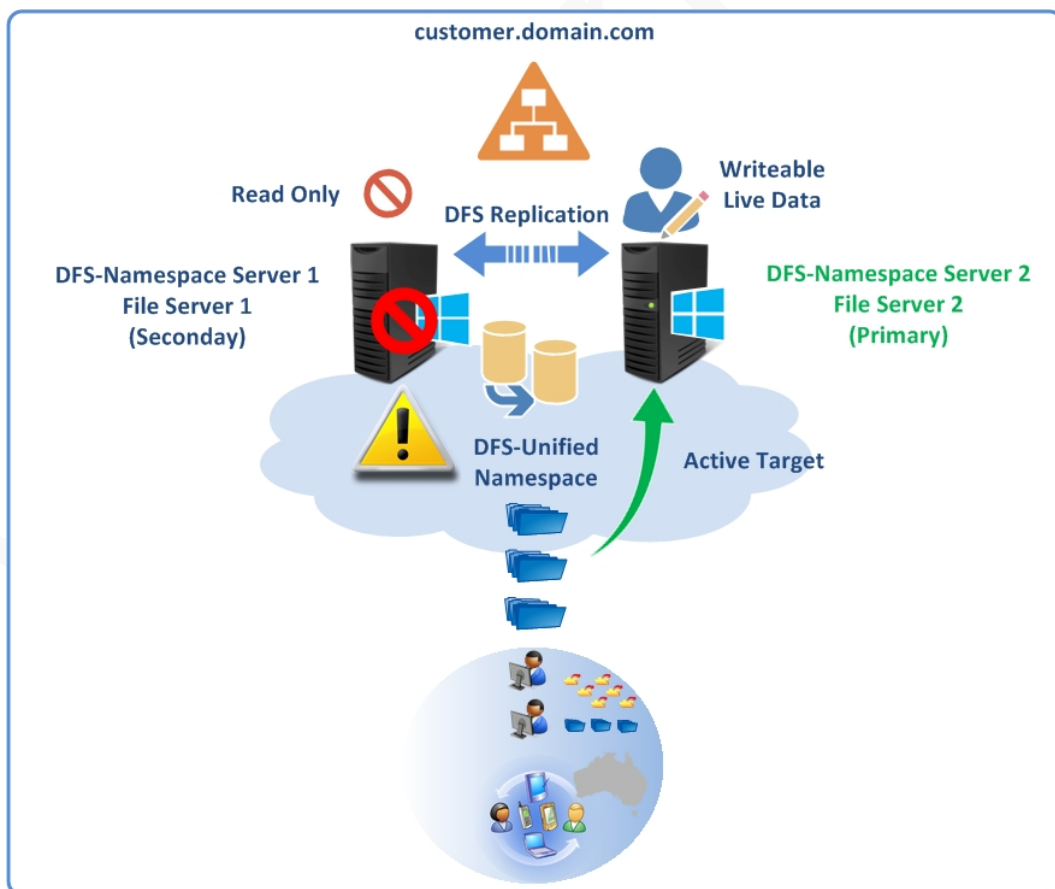 customer.domain.com
Read Only
Writeable
Live Data
DFS Replication
DFS-Namespace Server 1
File Server 1
(Seconday)
DFS-Namespace Server 2
File Server 2
(Primary)
DFS-Unified
Namespace
Active Target